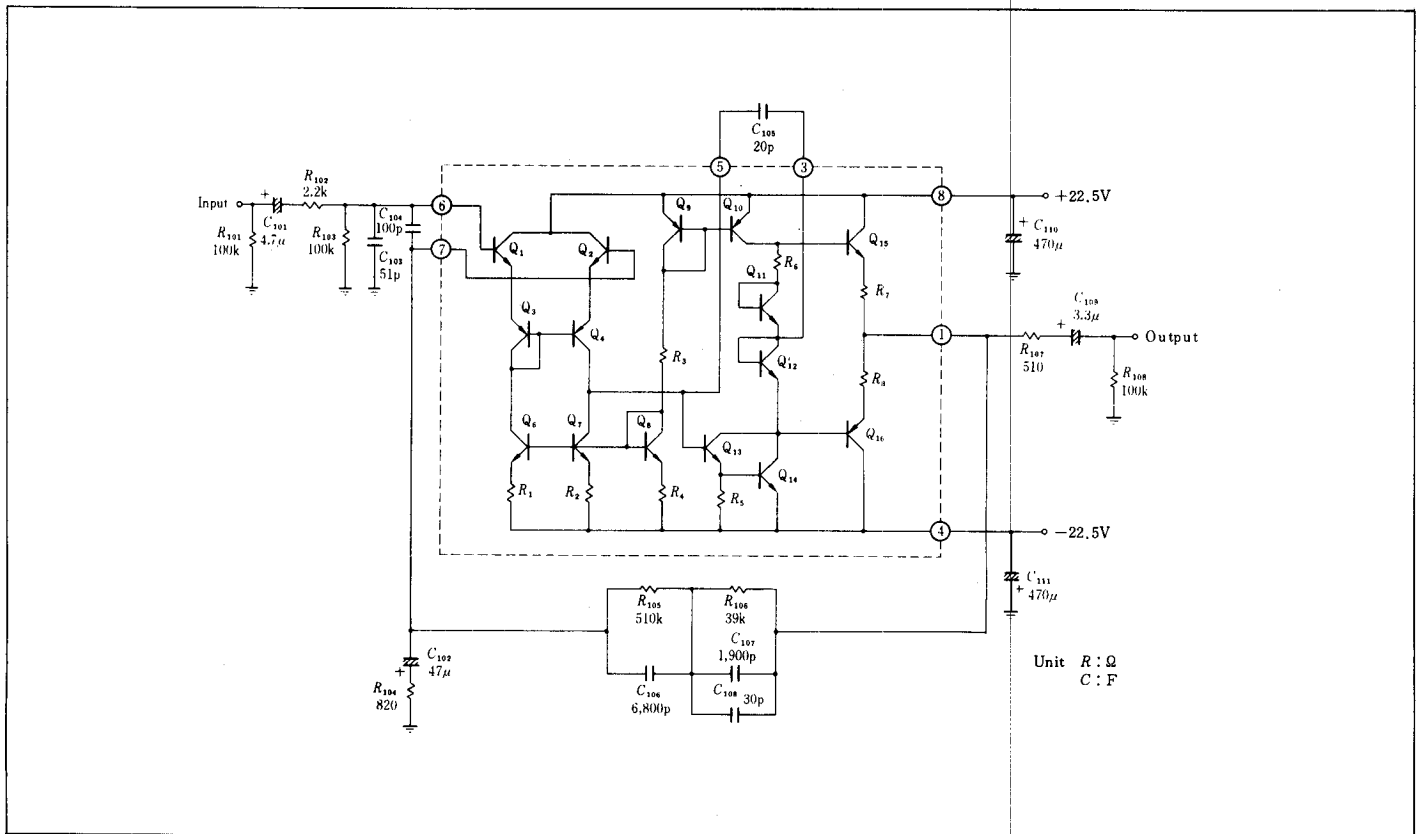 C₁₀₅
20p
5
3
R₁₀₂
2.2k
Input
+
C₁₀₁
4.7μ
R₁₀₁
100k
R₁₀₃
100k
C₁₀₄
100p
C₁₀₃
51p
6
7
8
+22.5V
+
C₁₁₀
470μ
Q₁
Q₂
Q₃
Q₄
Q₆
Q₇
Q₈
Q₉
Q₁₀
Q₁₁
Q₁₂
Q₁₃
Q₁₄
Q₁₅
Q₁₆
R₁
R₂
R₃
R₄
R₅
R₆
R₇
R₈
1
C₁₀₉
+
3.3μ
Output
R₁₀₇
510
R₁₀₈
100k
4
−22.5V
C₁₁₁
+
470μ
R₁₀₅
510k
R₁₀₆
39k
C₁₀₇
1,900p
C₁₀₆
6,800p
C₁₀₈
30p
C₁₀₂
+
47μ
R₁₀₄
820
Unit R : Ω
C : F